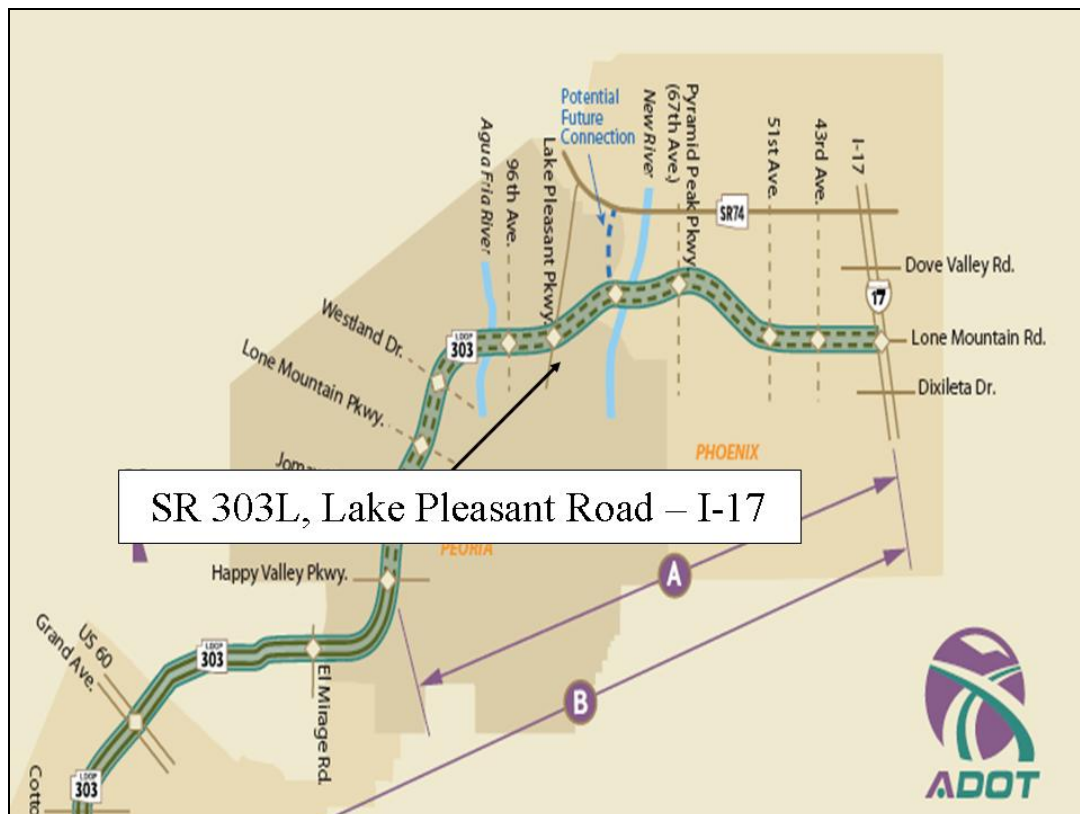 Potential
Future
Connection
Agua Fria River
96th Ave.
Lake Pleasant Pkwy.
New River
Pyramid Peak Pkwy.
(67th Ave.)
51st Ave.
43rd Ave.
I-17
SR74
Dove Valley Rd.
17
Westland Dr.
LOOP
303
Lone Mountain Rd.
Lone Mountain Pkwy.
Dixileta Dr.
PHOENIX
SR 303L, Lake Pleasant Road – I-17
PEORIA
Happy Valley Pkwy.
A
US 60
Grand Ave.
LOOP
303
El Mirage Rd.
B
LOOP
303
ADOT